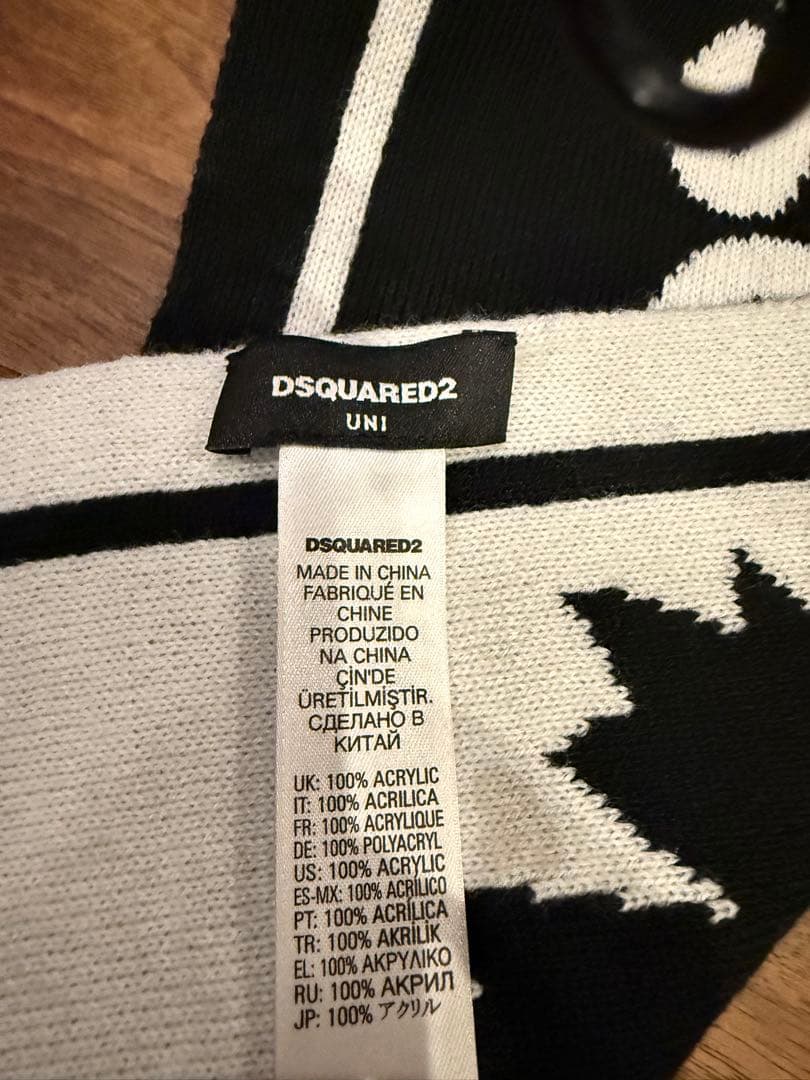 DSQUARED2
UNI
DSQUARED2
MADE IN CHINA
FABRIQUÉ EN
CHINE
PRODUZIDO
NA CHINA
ÇİN'DE
ÜRETİLMİŞTİR.
СДЕЛАНО В
КИТАЙ
UK: 100% ACRYLIC
IT: 100% ACRILICA
FR: 100% ACRYLIQUE
DE: 100% POLYACRYL
US: 100% ACRYLIC
ES-MX: 100% ACRÍLICO
PT: 100% ACRÍLICA
TR: 100% AKRİLİK
EL: 100% ΑΚΡΥΛΙΚΟ
RU: 100% АКРИЛ
JP: 100% アクリル